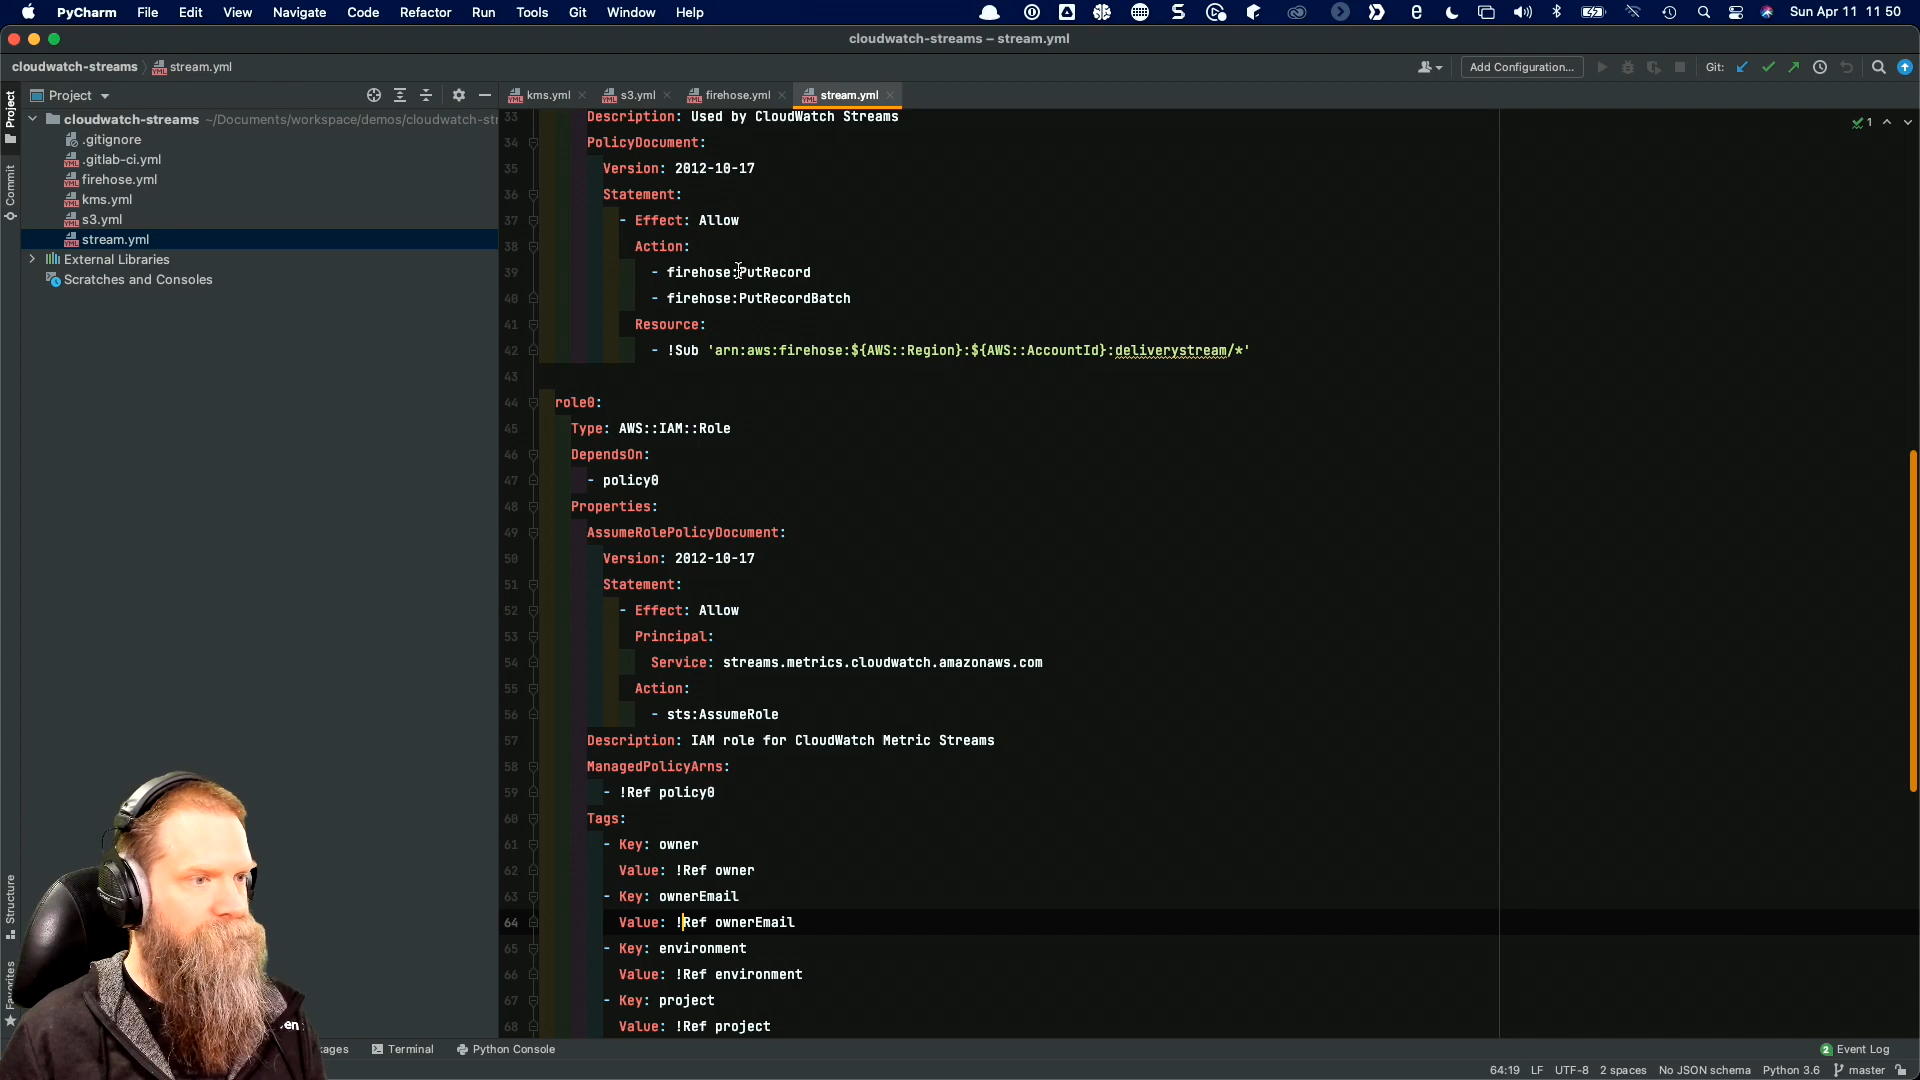 PyCharm File Edit View Navigate Code Refactor Run Tools Git Window Help Sun Apr 11 11 50
cloudwatch-streams – stream.yml
cloudwatch-streams stream.yml Add Configuration... Git:
Project kms.yml s3.yml firehose.yml stream.yml
Project
Commit
Structure
Favorites
cloudwatch-streams ~/Documents/workspace/demos/cloudwatch-str
.gitignore
.gitlab-ci.yml
firehose.yml
kms.yml
s3.yml
stream.yml
External Libraries
Scratches and Consoles
1
33 Description: Used by CloudWatch Streams
34 PolicyDocument:
35 Version: 2012-10-17
36 Statement:
37 - Effect: Allow
38 Action:
39 - firehose:PutRecord
40 - firehose:PutRecordBatch
41 Resource:
42 - !Sub 'arn:aws:firehose:${AWS::Region}:${AWS::AccountId}:deliverystream/*'
43
44 role0:
45 Type: AWS::IAM::Role
46 DependsOn:
47 - policy0
48 Properties:
49 AssumeRolePolicyDocument:
50 Version: 2012-10-17
51 Statement:
52 - Effect: Allow
53 Principal:
54 Service: streams.metrics.cloudwatch.amazonaws.com
55 Action:
56 - sts:AssumeRole
57 Description: IAM role for CloudWatch Metric Streams
58 ManagedPolicyArns:
59 - !Ref policy0
60 Tags:
61 - Key: owner
62 Value: !Ref owner
63 - Key: ownerEmail
64 Value: !Ref ownerEmail
65 - Key: environment
66 Value: !Ref environment
67 - Key: project
68 Value: !Ref project
Terminal Python Console 2 Event Log
64:19 LF UTF-8 2 spaces No JSON schema Python 3.6 master